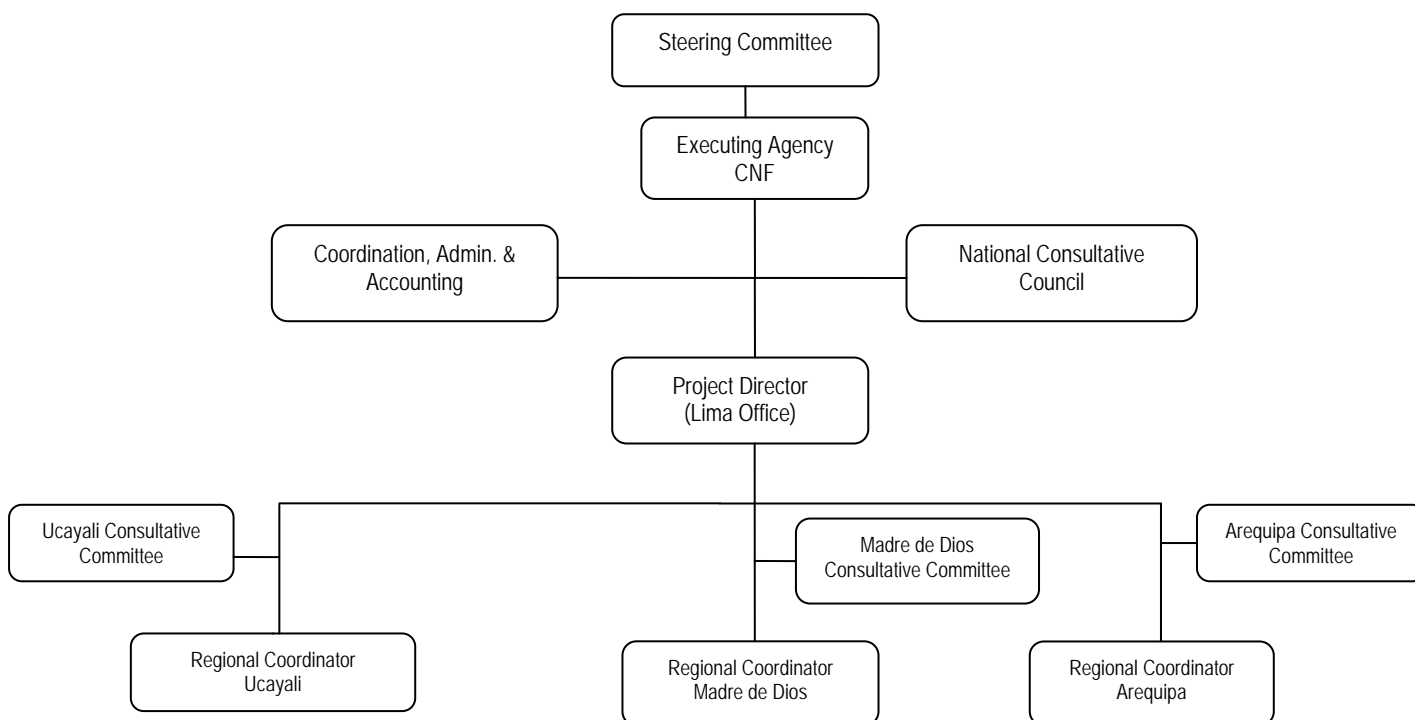 Steering Committee
Executing Agency
CNF
Coordination, Admin. &
Accounting
National Consultative
Council
Project Director
(Lima Office)
Ucayali Consultative
Committee
Madre de Dios
Consultative Committee
Arequipa Consultative
Committee
Regional Coordinator
Ucayali
Regional Coordinator
Madre de Dios
Regional Coordinator
Arequipa